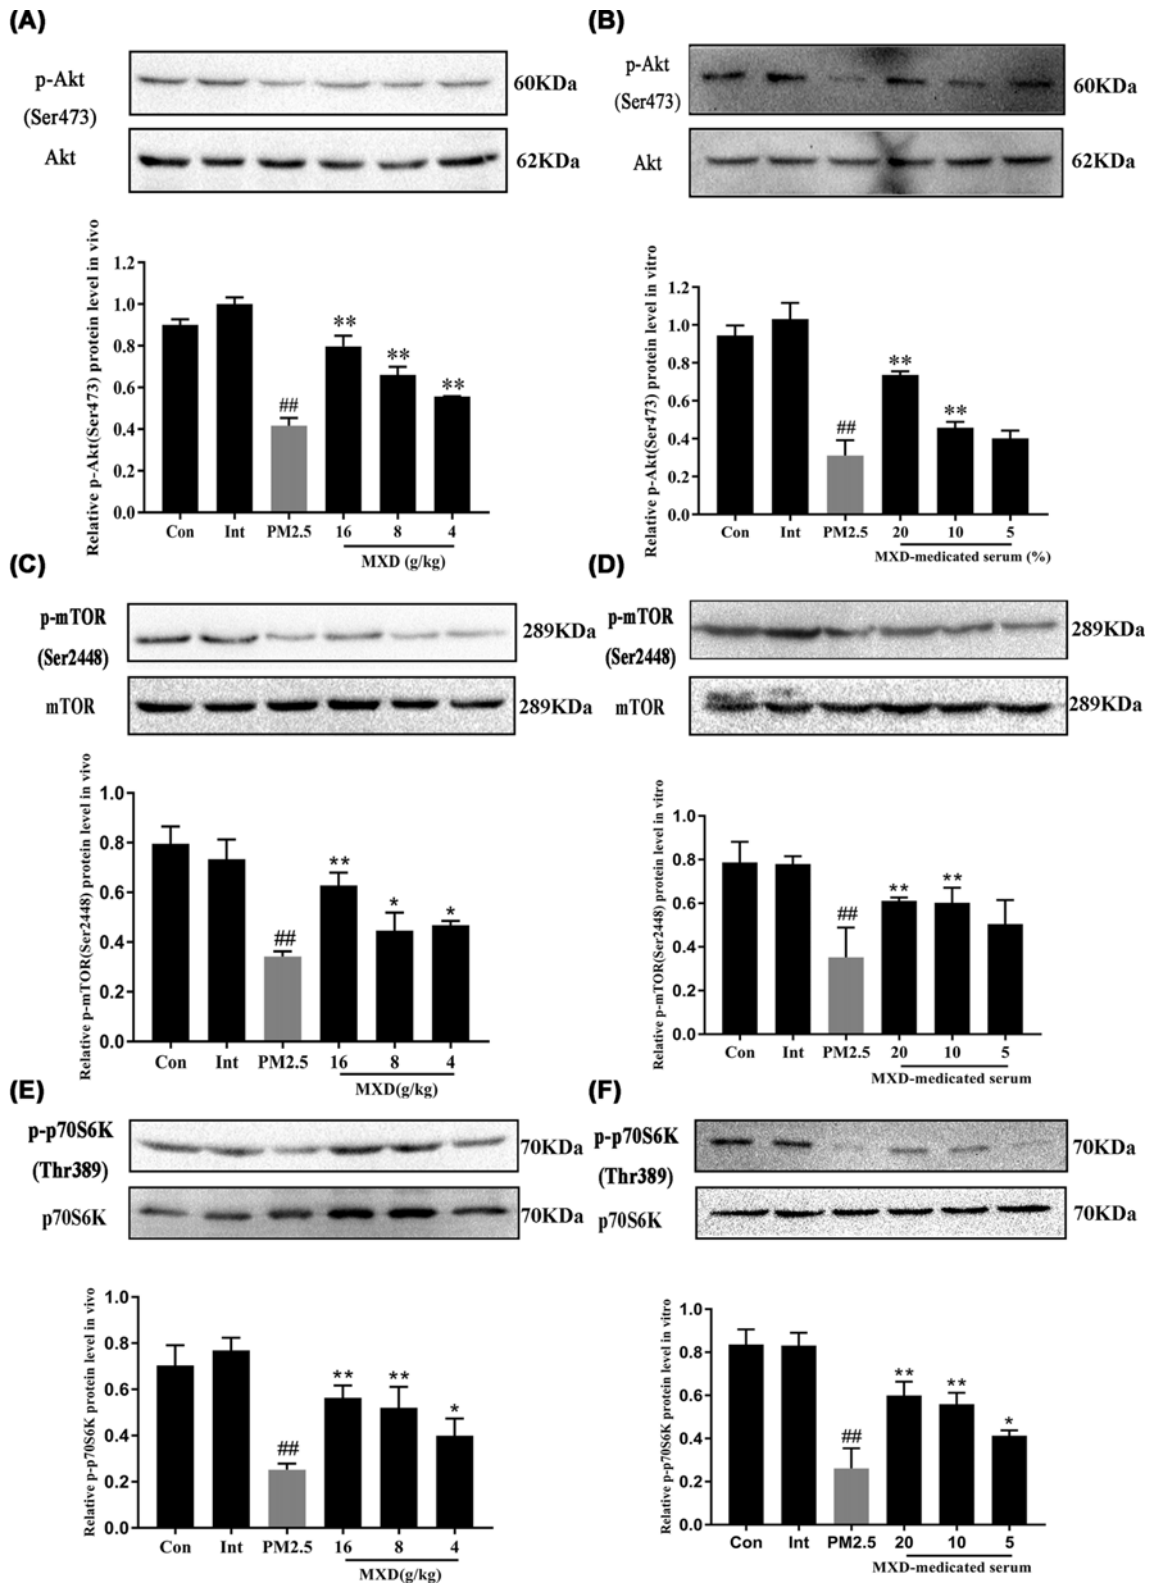 (A)
p-Akt
(Ser473)
60KDa
Akt
62KDa
Relative p-Akt(Ser473) protein level in vivo
1.2
1.0
0.8
0.6
0.4
0.2
0.0
##
**
**
**
Con Int PM2.5 16 8 4
MXD (g/kg)
(B)
p-Akt
(Ser473)
60KDa
Akt
62KDa
Relative p-Akt(Ser473) protein level in vitro
1.2
1.0
0.8
0.6
0.4
0.2
0.0
##
**
**
Con Int PM2.5 20 10 5
MXD-medicated serum (%)
(C)
p-mTOR
(Ser2448)
289KDa
mTOR
289KDa
Relative p-mTOR(Ser2448) protein level in vivo
1.0
0.8
0.6
0.4
0.2
0.0
##
**
*
*
Con Int PM2.5 16 8 4
MXD(g/kg)
(D)
p-mTOR
(Ser2448)
289KDa
mTOR
289KDa
Relative p-mTOR(Ser2448) protein level in vitro
1.0
0.8
0.6
0.4
0.2
0.0
##
**
**
Con Int PM2.5 20 10 5
MXD-medicated serum
(E)
p-p70S6K
(Thr389)
70KDa
p70S6K
70KDa
Relative p-p70S6K protein level in vivo
1.0
0.8
0.6
0.4
0.2
0.0
##
**
**
*
Con Int PM2.5 16 8 4
MXD(g/kg)
(F)
p-p70S6K
(Thr389)
70KDa
p70S6K
70KDa
Relative p-p70S6K protein level in vitro
1.0
0.8
0.6
0.4
0.2
0.0
##
**
**
*
Con Int PM2.5 20 10 5
MXD-medicated serum